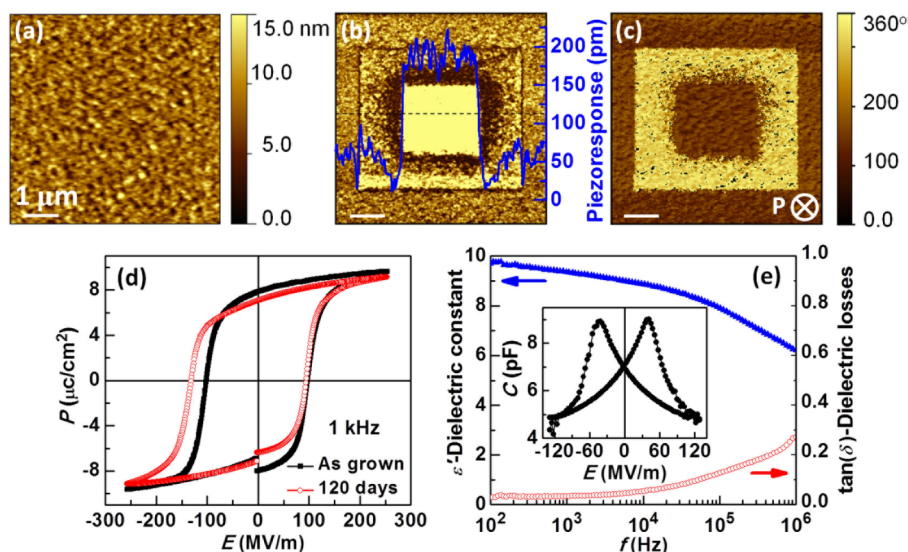 (a)
15.0 nm
10.0
5.0
0.0
1 μm
(b)
200
150
100
50
0
Piezoresponse (pm)
(c)
360°
200
100
0.0
P
(d)
8
4
0
-4
-8
P (μc/cm2)
1 kHz
As grown
120 days
-300 -200 -100 0 100 200 300
E (MV/m)
(e)
10
8
6
4
2
0
ε'-Dielectric constant
1.0
0.8
0.6
0.4
0.2
0.0
tan(δ)-Dielectric losses
8
6
4
C (pF)
-120 -60 0 60 120
E (MV/m)
10² 10³ 10⁴ 10⁵ 10⁶
f (Hz)